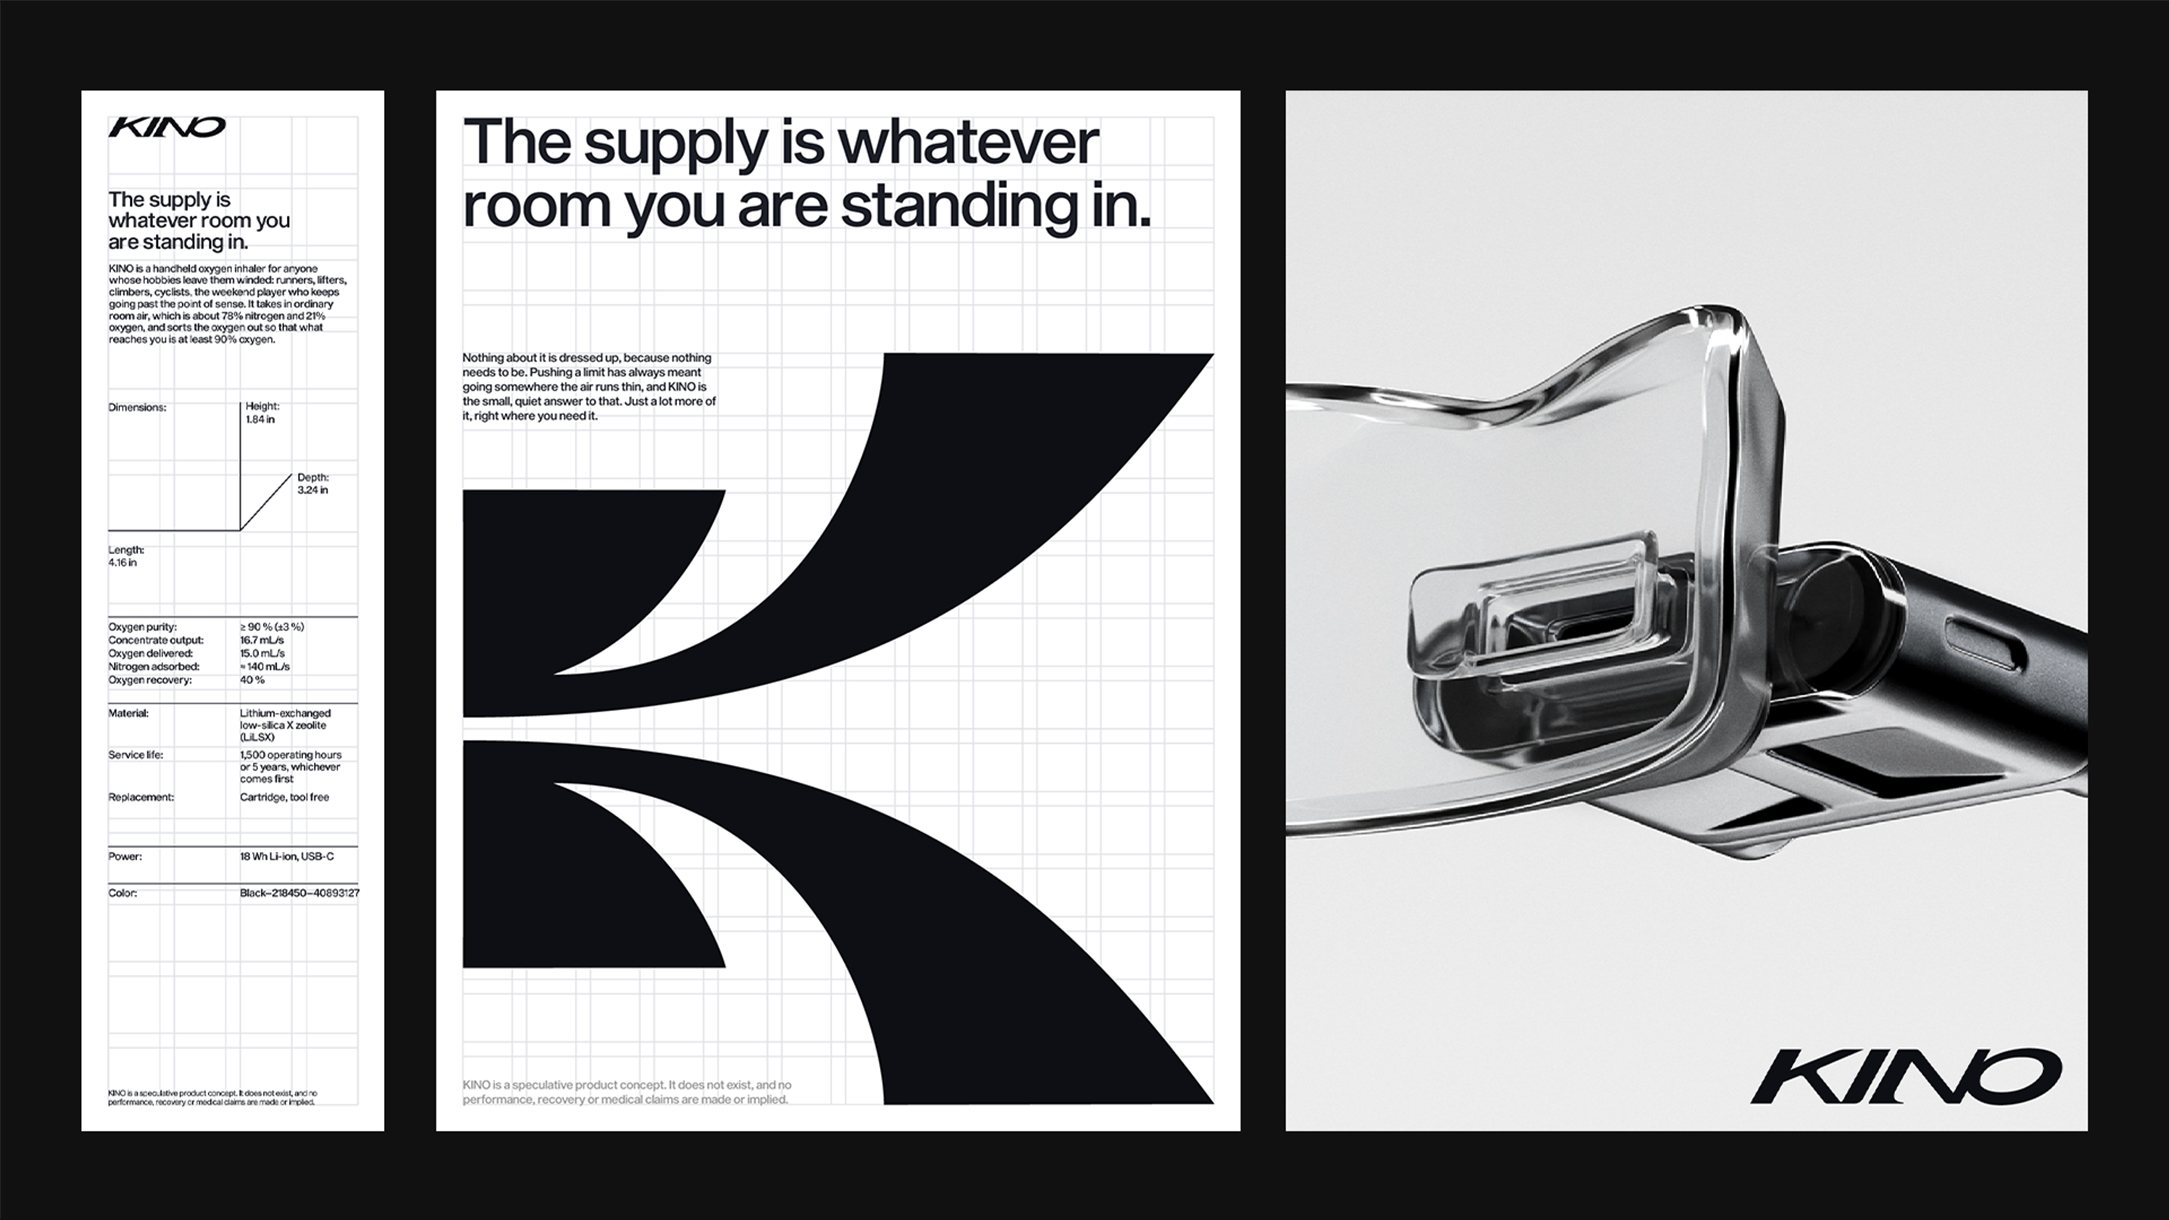 KINO
The supply is
whatever room you
are standing in.
KINO is a handheld oxygen inhaler for anyone
whose hobbies leave them winded: runners, lifters,
climbers, cyclists, the weekend player who keeps
going past the point of sense. It takes in ordinary
room air, which is about 78% nitrogen and 21%
oxygen, and sorts the oxygen out so that what
reaches you is at least 90% oxygen.
Dimensions:
Height:
1.84 in
Depth:
3.24 in
Length:
4.16 in
Oxygen purity: ≥ 90 % (±3 %)
Concentrate output: 16.7 mL/s
Oxygen delivered: 15.0 mL/s
Nitrogen adsorbed: ≈ 140 mL/s
Oxygen recovery: 40 %
Material: Lithium-exchanged
low-silica X zeolite
(LiLSX)
Service life: 1,500 operating hours
or 5 years, whichever
comes first
Replacement: Cartridge, tool free
Power: 18 Wh Li-ion, USB-C
Color: Black–218450–40893127
KINO is a speculative product concept. It does not exist, and no
performance, recovery or medical claims are made or implied.
The supply is whatever
room you are standing in.
Nothing about it is dressed up, because nothing
needs to be. Pushing a limit has always meant
going somewhere the air runs thin, and KINO is
the small, quiet answer to that. Just a lot more of
it, right where you need it.
KINO is a speculative product concept. It does not exist, and no
performance, recovery or medical claims are made or implied.
KINO